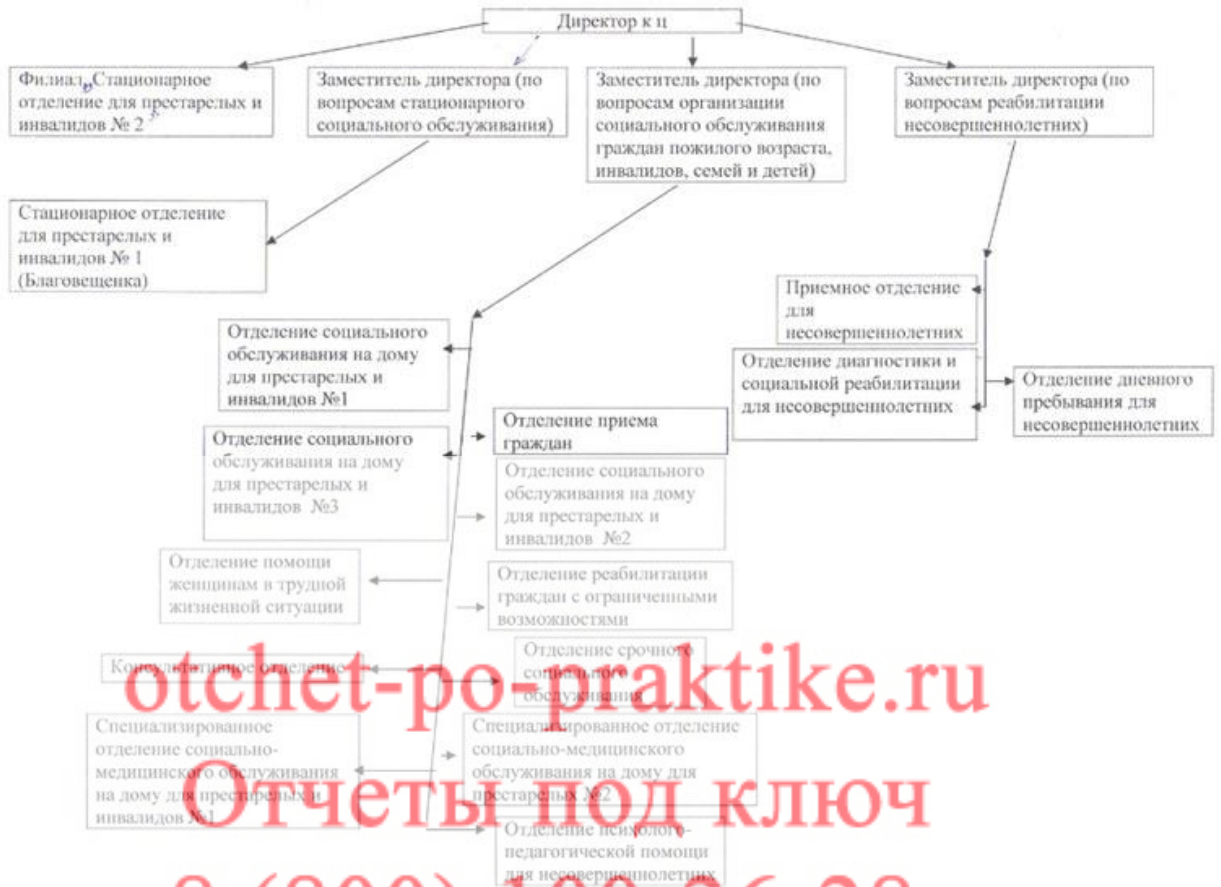 Директор к ц
Филиал „Стационарное
отделение для престарелых и
инвалидов № 2"
Заместитель директора (по
вопросам стационарного
социального обслуживания)
Заместитель директора (по
вопросам организации
социального обслуживания
граждан пожилого возраста,
инвалидов, семей и детей)
Заместитель директора (по
вопросам реабилитации
несовершеннолетних)
Стационарное отделение
для престарелых и
инвалидов № 1
(Благовещенка)
Приемное отделение
для
несовершеннолетних
Отделение социального
обслуживания на дому
для престарелых и
инвалидов №1
Отделение диагностики и
социальной реабилитации
для несовершеннолетних
Отделение дневного
пребывания для
несовершеннолетних
Отделение приема
граждан
Отделение социального
обслуживания на дому
для престарелых и
инвалидов №3
Отделение социального
обслуживания на дому
для престарелых и
инвалидов №2
Отделение помощи
женщинам в трудной
жизненной ситуации
Отделение реабилитации
граждан с ограниченными
возможностями
Отделение срочного
социального
обслуживания
Консультативное отделение
otchet-po-praktike.ru
Специализированное
отделение социально-
медицинского обслуживания
на дому для престарелых и
инвалидов №1
Специализированное отделение
социально-медицинского
обслуживания на дому для
престарелых №2
Отчеты под ключ
Отделение психолого-
педагогической помощи
для несовершеннолетних